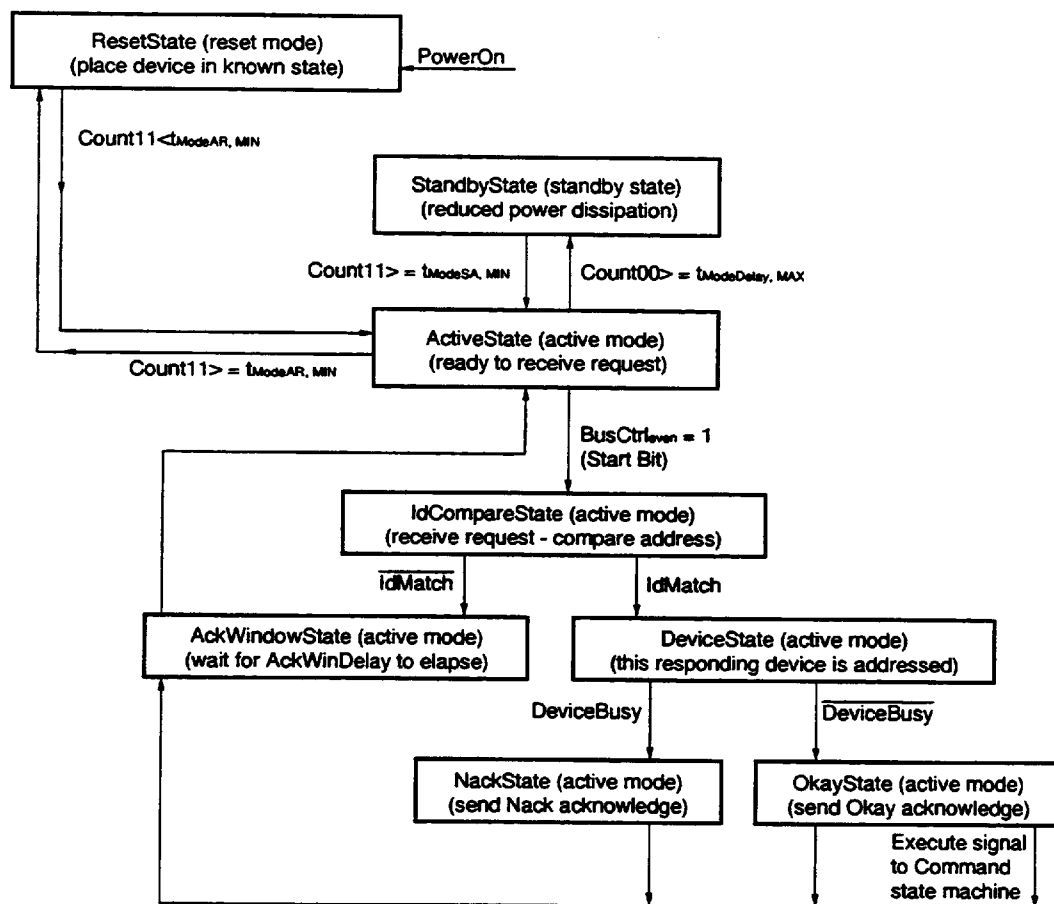 ResetState (reset mode)
(place device in known state)
PowerOn
Count11<tModeAR, MIN
StandbyState (standby state)
(reduced power dissipation)
Count11> = tModeSA, MIN
Count00> = tModeDelay, MAX
ActiveState (active mode)
(ready to receive request)
Count11> = tModeAR, MIN
BusCtrleven = 1
(Start Bit)
IdCompareState (active mode)
(receive request - compare address)
IdMatch
IdMatch
AckWindowState (active mode)
(wait for AckWinDelay to elapse)
DeviceState (active mode)
(this responding device is addressed)
DeviceBusy
DeviceBusy
NackState (active mode)
(send Nack acknowledge)
OkayState (active mode)
(send Okay acknowledge)
Execute signal
to Command
state machine